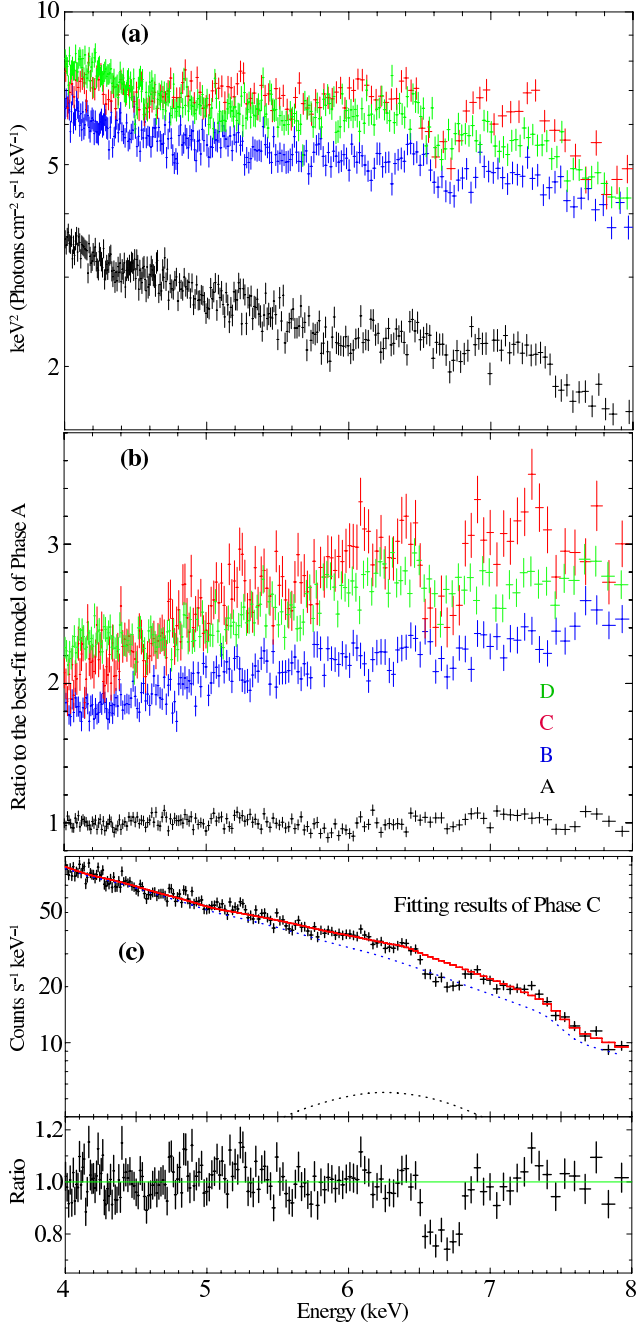 (a)
10
5
2
keV² (Photons cm⁻² s⁻¹ keV⁻¹)
(b)
3
2
1
Ratio to the best−fit model of Phase A
D
C
B
A
Fitting results of Phase C
(c)
50
20
10
Counts s⁻¹ keV⁻¹
1.2
1.0
0.8
Ratio
4 5 6 7 8
Energy (keV)